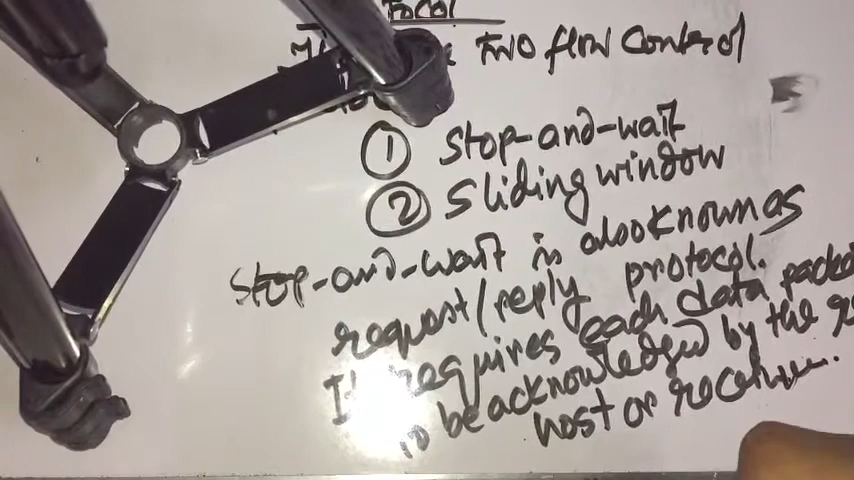 two flow control
① Stop-and-wait
② Sliding window
Stop-and-wait is also known as
request/reply protocol.
It requires each data packet
to be acknowledged by the
host or receiver.